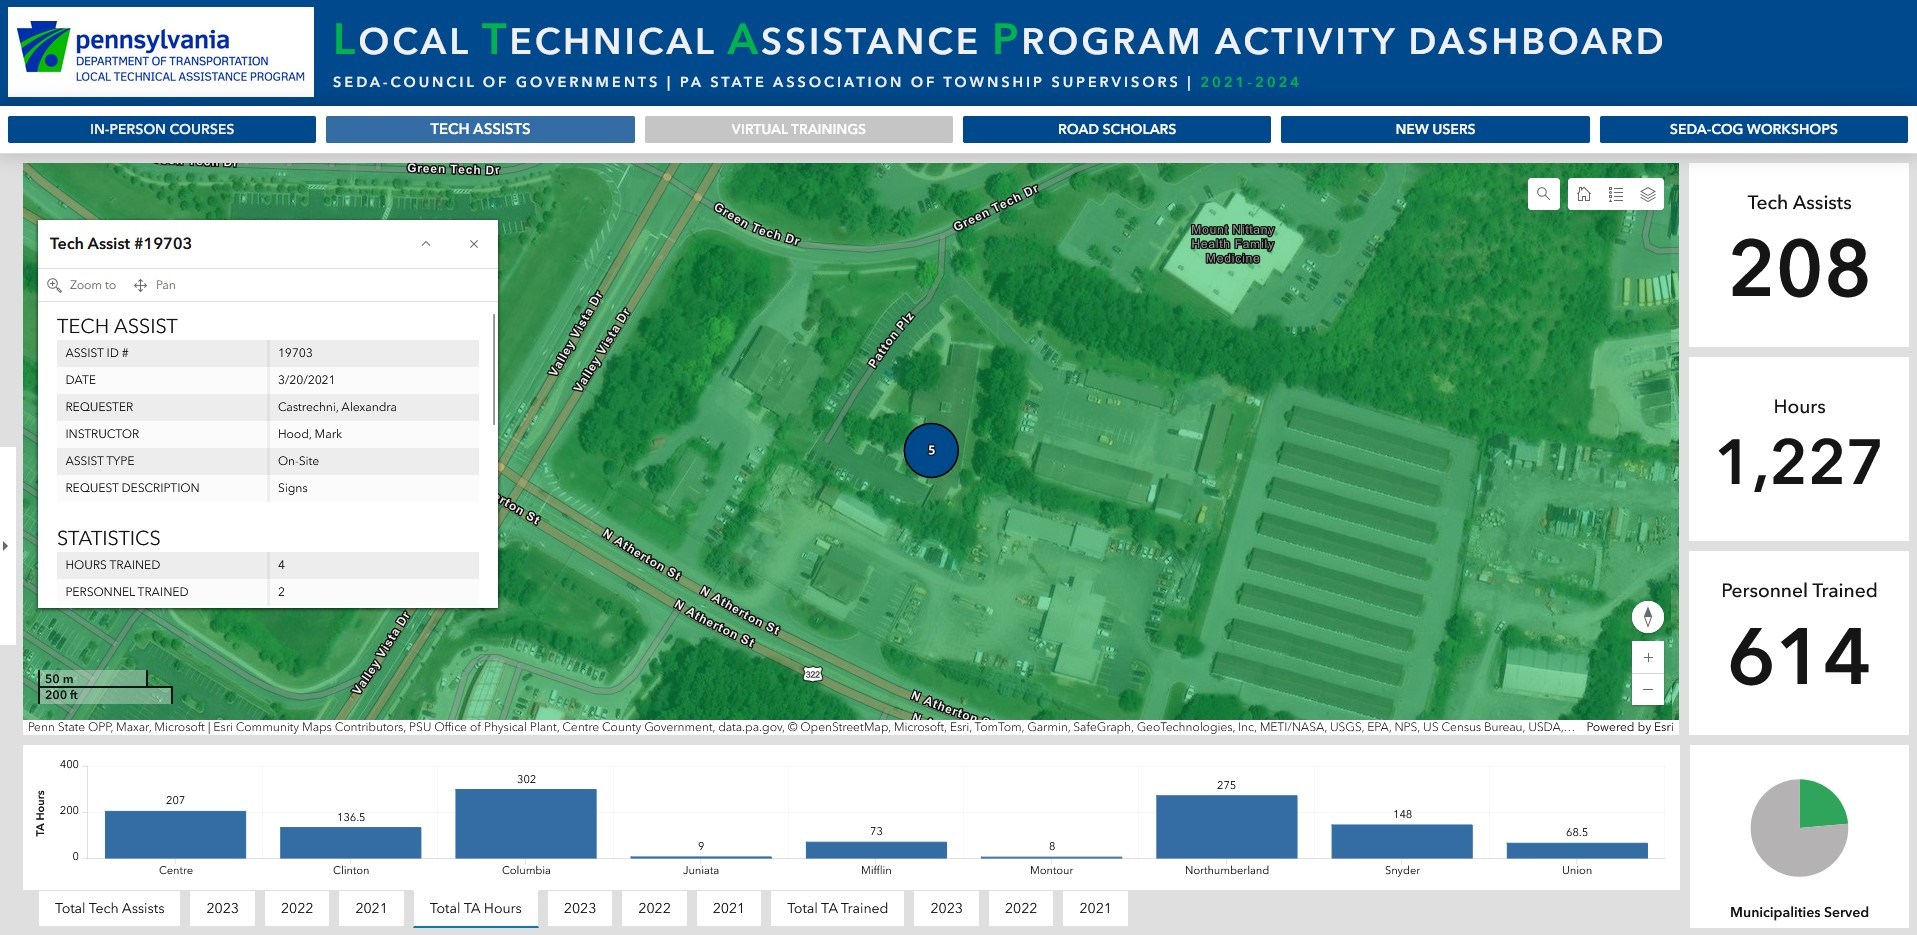 pennsylvania
DEPARTMENT OF TRANSPORTATION
LOCAL TECHNICAL ASSISTANCE PROGRAM
LOCAL TECHNICAL ASSISTANCE PROGRAM ACTIVITY DASHBOARD
SEDA-COUNCIL OF GOVERNMENTS | PA STATE ASSOCIATION OF TOWNSHIP SUPERVISORS | 2021-2024
IN-PERSON COURSES
TECH ASSISTS
VIRTUAL TRAININGS
ROAD SCHOLARS
NEW USERS
SEDA-COG WORKSHOPS
Green Tech Dr
Green Tech Dr
Green Tech Dr
Mount Nittany
Health Family
Medicine
Valley Vista Dr
Valley Vista Dr
Patton Plz
5
N Atherton St
N Atherton St
N Atherton St
Valley Vista Dr
322
N Atherton S
Tech Assist #19703
Zoom to
Pan
TECH ASSIST
ASSIST ID # 19703
DATE 3/20/2021
REQUESTER Castrechni, Alexandra
INSTRUCTOR Hood, Mark
ASSIST TYPE On-Site
REQUEST DESCRIPTION Signs
STATISTICS
HOURS TRAINED 4
PERSONNEL TRAINED 2
50 m
200 ft
Penn State OPP, Maxar, Microsoft | Esri Community Maps Contributors, PSU Office of Physical Plant, Centre County Government, data.pa.gov, © OpenStreetMap, Microsoft, Esri, TomTom, Garmin, SafeGraph, GeoTechnologies, Inc, METI/NASA, USGS, EPA, NPS, US Census Bureau, USDA,... Powered by Esri
Tech Assists
208
Hours
1,227
Personnel Trained
614
Municipalities Served
TA Hours
400
200
0
207
136.5
302
9
73
8
275
148
68.5
Centre
Clinton
Columbia
Juniata
Mifflin
Montour
Northumberland
Snyder
Union
Total Tech Assists
2023
2022
2021
Total TA Hours
2023
2022
2021
Total TA Trained
2023
2022
2021